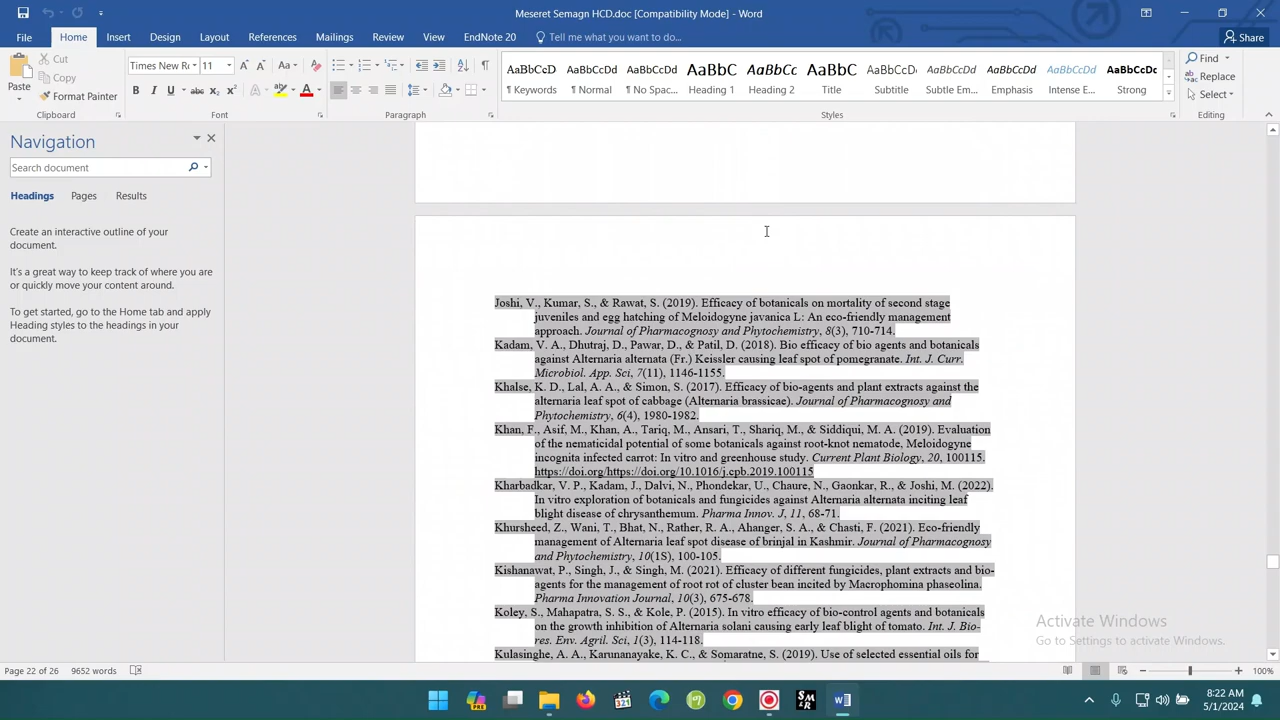 Meseret Semagn HCD.doc [Compatibility Mode] – Word
File Home Insert Design Layout References Mailings Review View EndNote 20 Tell me what you want to do... Share
Paste Cut Copy Format Painter
Times New Ro 11
AaBbCcD ¶ Keywords
AaBbCcDd ¶ Normal
AaBbCcDd ¶ No Spac...
AaBbC Heading 1
AaBbCc Heading 2
AaBbC Title
AaBbCcD Subtitle
AaBbCcDd Subtle Em...
AaBbCcDd Emphasis
AaBbCcDd Intense E...
AaBbCcDc Strong
Find
Replace
Select
Clipboard Font Paragraph Styles Editing
Navigation
Search document
Headings Pages Results
Create an interactive outline of your
document.
It's a great way to keep track of where you are
or quickly move your content around.
To get started, go to the Home tab and apply
Heading styles to the headings in your
document.
Joshi, V., Kumar, S., & Rawat, S. (2019). Efficacy of botanicals on mortality of second stage
juveniles and egg hatching of Meloidogyne javanica L: An eco-friendly management
approach. Journal of Pharmacognosy and Phytochemistry, 8(3), 710-714.
Kadam, V. A., Dhutraj, D., Pawar, D., & Patil, D. (2018). Bio efficacy of bio agents and botanicals
against Alternaria alternata (Fr.) Keissler causing leaf spot of pomegranate. Int. J. Curr.
Microbiol. App. Sci, 7(11), 1146-1155.
Khalse, K. D., Lal, A. A., & Simon, S. (2017). Efficacy of bio-agents and plant extracts against the
alternaria leaf spot of cabbage (Alternaria brassicae). Journal of Pharmacognosy and
Phytochemistry, 6(4), 1980-1982.
Khan, F., Asif, M., Khan, A., Tariq, M., Ansari, T., Shariq, M., & Siddiqui, M. A. (2019). Evaluation
of the nematicidal potential of some botanicals against root-knot nematode, Meloidogyne
incognita infected carrot: In vitro and greenhouse study. Current Plant Biology, 20, 100115.
https://doi.org/https://doi.org/10.1016/j.cpb.2019.100115
Kharbadkar, V. P., Kadam, J., Dalvi, N., Phondekar, U., Chaure, N., Gaonkar, R., & Joshi, M. (2022).
In vitro exploration of botanicals and fungicides against Alternaria alternata inciting leaf
blight disease of chrysanthemum. Pharma Innov. J, 11, 68-71.
Khursheed, Z., Wani, T., Bhat, N., Rather, R. A., Ahanger, S. A., & Chasti, F. (2021). Eco-friendly
management of Alternaria leaf spot disease of brinjal in Kashmir. Journal of Pharmacognosy
and Phytochemistry, 10(1S), 100-105.
Kishanawat, P., Singh, J., & Singh, M. (2021). Efficacy of different fungicides, plant extracts and bio-
agents for the management of root rot of cluster bean incited by Macrophomina phaseolina.
Pharma Innovation Journal, 10(3), 675-678.
Koley, S., Mahapatra, S. S., & Kole, P. (2015). In vitro efficacy of bio-control agents and botanicals
on the growth inhibition of Alternaria solani causing early leaf blight of tomato. Int. J. Bio-
res. Env. Agril. Sci, 1(3), 114-118.
Kulasinghe, A. A., Karunanayake, K. C., & Somaratne, S. (2019). Use of selected essential oils for
Activate Windows
Go to Settings to activate Windows.
Page 22 of 26 9652 words 100%
8:22 AM
5/1/2024